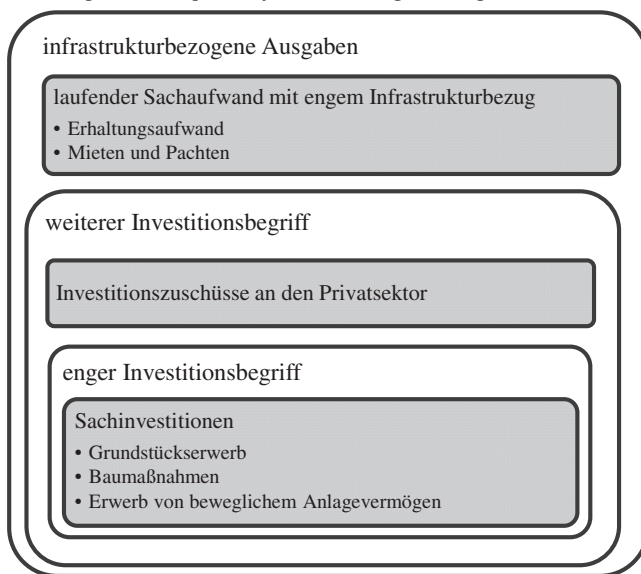 infrastrukturbezogene Ausgaben
laufender Sachaufwand mit engem Infrastrukturbezug
• Erhaltungsaufwand
• Mieten und Pachten
weiterer Investitionsbegriff
Investitionszuschüsse an den Privatsektor
enger Investitionsbegriff
Sachinvestitionen
• Grundstückserwerb
• Baumaßnahmen
• Erwerb von beweglichem Anlagevermögen